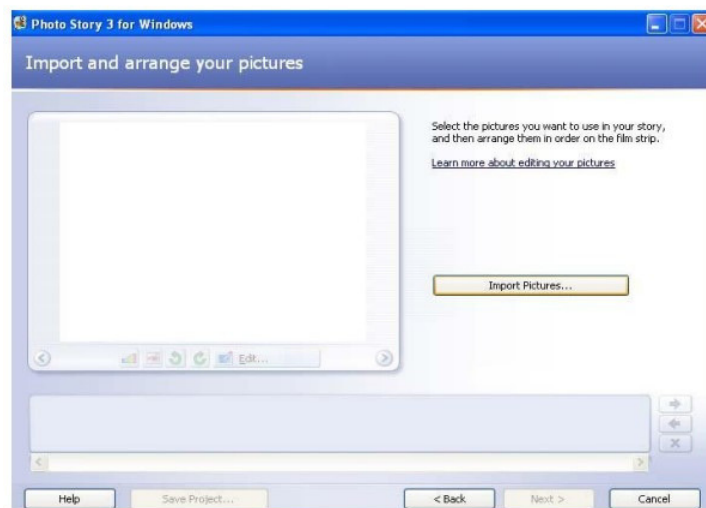 Photo Story 3 for Windows
Import and arrange your pictures
Select the pictures you want to use in your story,
and then arrange them in order on the film strip.
Learn more about editing your pictures
Import Pictures...
Edit...
Help
Save Project...
< Back
Next >
Cancel